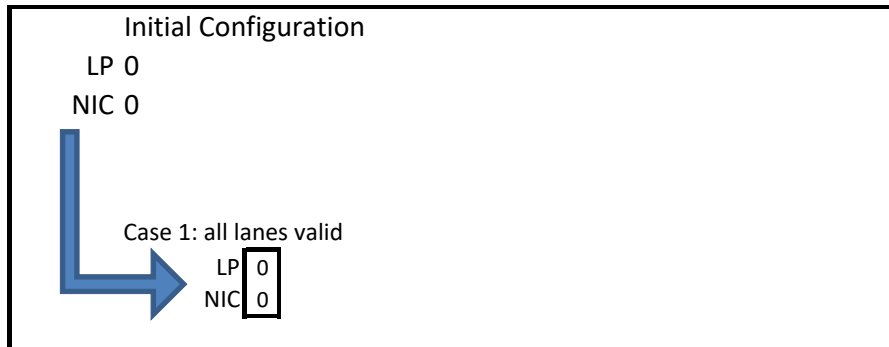 Initial Configuration
LP 0
NIC 0
Case 1: all lanes valid
LP 0
NIC 0